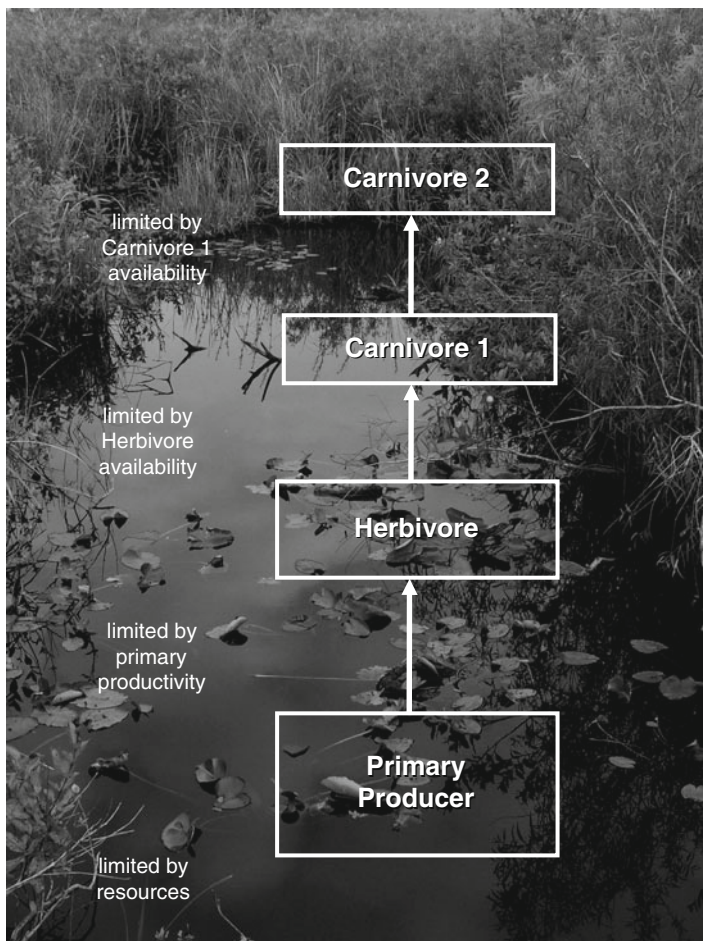 Carnivore 2
limited by
Carnivore 1
availability
Carnivore 1
limited by
Herbivore
availability
Herbivore
limited by
primary
productivity
Primary
Producer
limited by
resources